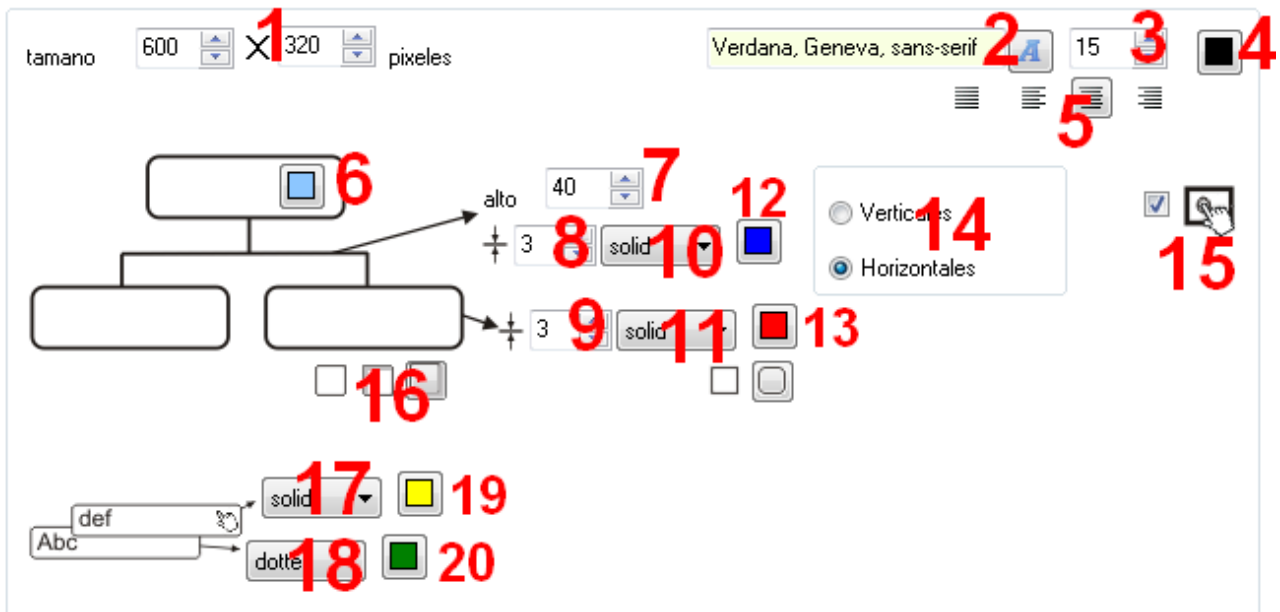 tamano 600 X 320 pixeles 1
Verdana, Geneva, sans-serif 2 A 15 3 4
5
6
alto 40 7
3 8 solid 10 12
3 9 solid 11 13
Verticales
14
Horizontales
15
16
solid 17 19
def
Abc
18 20